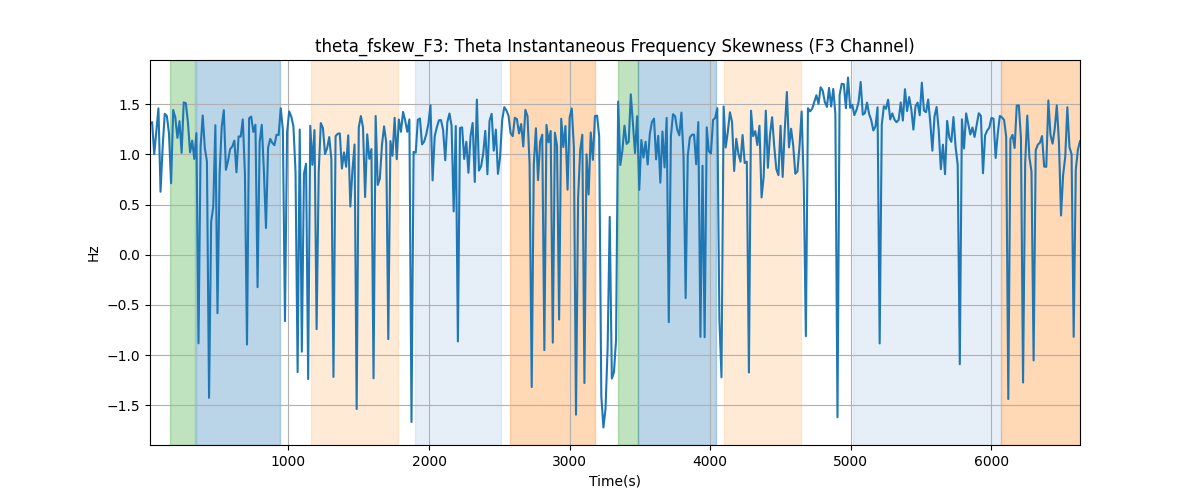 theta_fskew_F3: Theta Instantaneous Frequency Skewness (F3 Channel)
1.5
1.0
0.5
0.0
−0.5
−1.0
−1.5
Hz
1000 2000 3000 4000 5000 6000
Time(s)